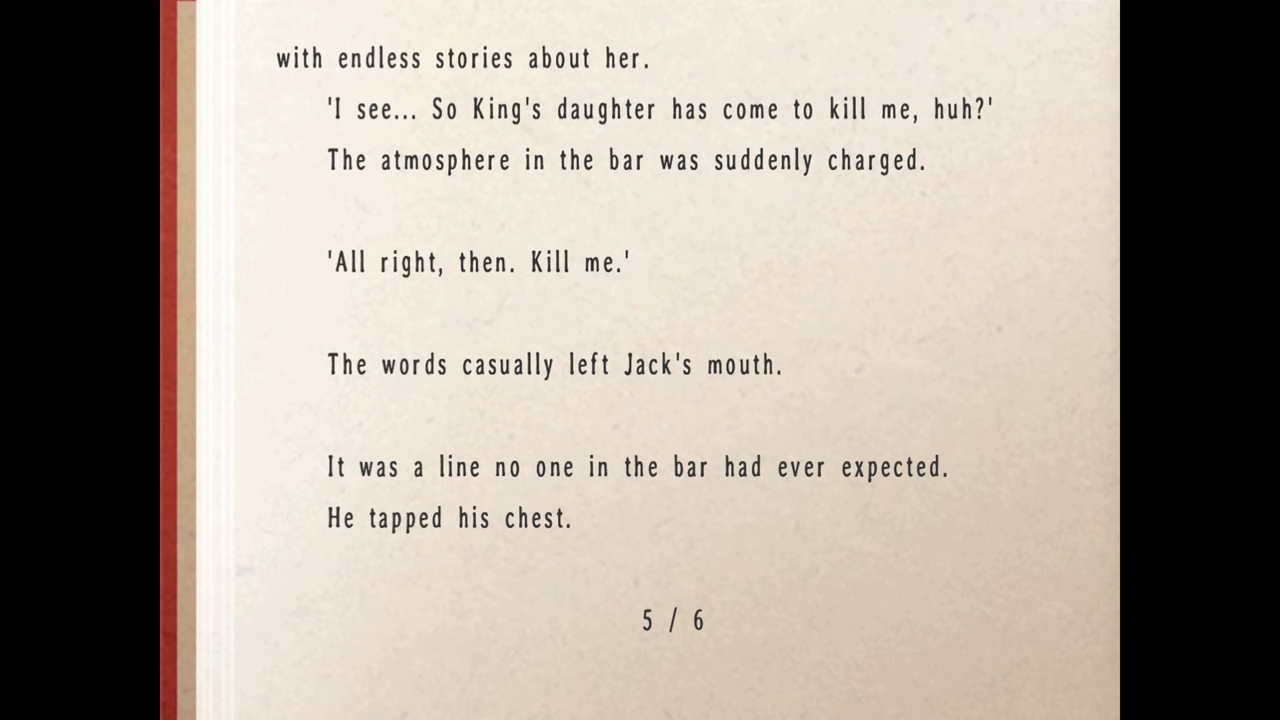 with endless stories about her.
'I see... So King's daughter has come to kill me, huh?'
The atmosphere in the bar was suddenly charged.
'All right, then. Kill me.'
The words casually left Jack's mouth.
It was a line no one in the bar had ever expected.
He tapped his chest.
5 / 6